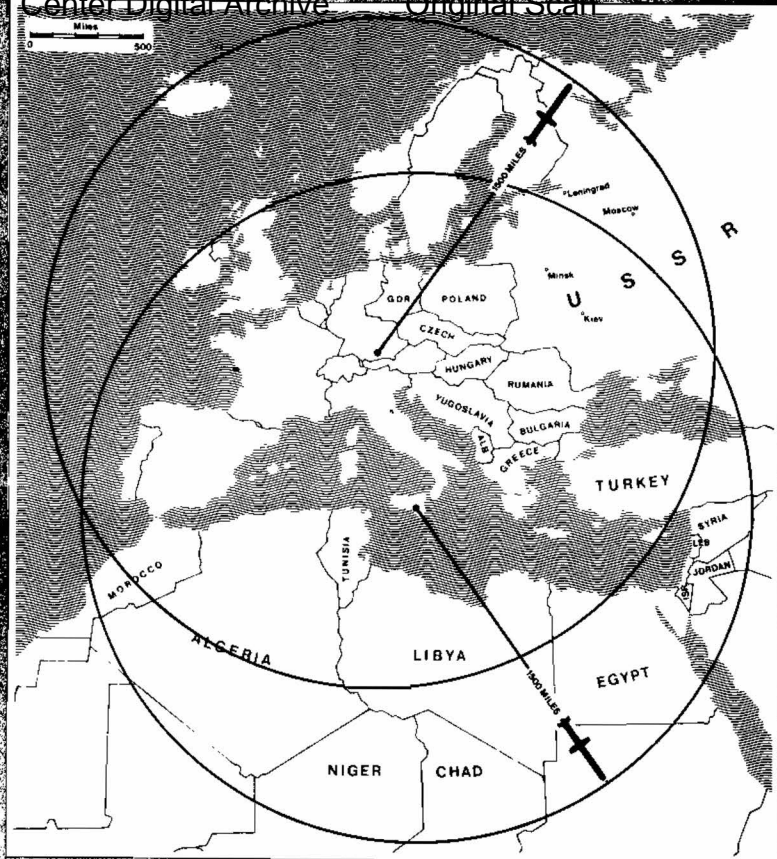 Center Digital Archive Original Scan
Miles
0 500
1500 MILES
Leningrad
Moscow
U S S R
Minsk
Kiev
GDR
POLAND
CZECH
HUNGARY
RUMANIA
YUGOSLAVIA
BULGARIA
ALB
GREECE
TURKEY
SYRIA
LEB
JORDAN
ISR
TUNISIA
MOROCCO
ALGERIA
LIBYA
EGYPT
1500 MILES
NIGER
CHAD